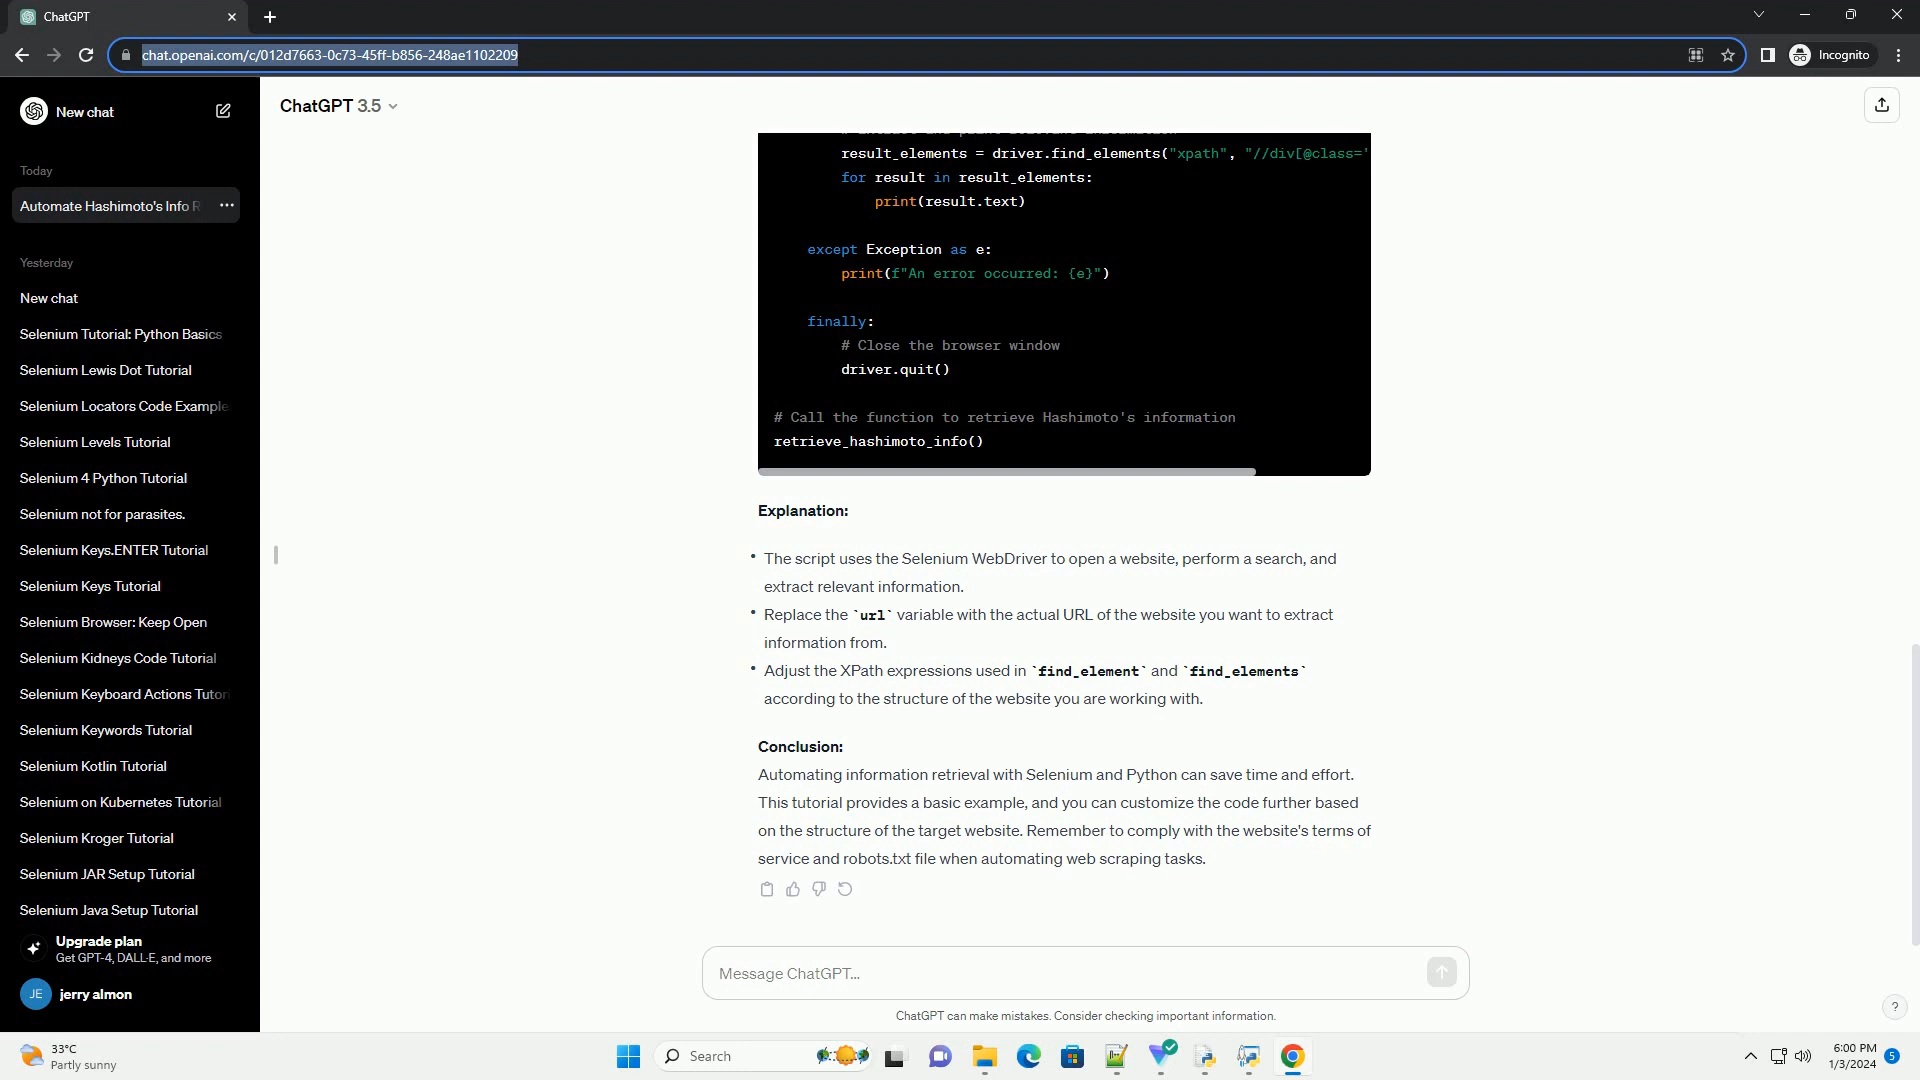 ChatGPT
chat.openai.com/c/012d7663-0c73-45ff-b856-248ae1102209
Incognito
New chat
Today
Automate Hashimoto's Info R
Yesterday
New chat
Selenium Tutorial: Python Basics
Selenium Lewis Dot Tutorial
Selenium Locators Code Example
Selenium Levels Tutorial
Selenium 4 Python Tutorial
Selenium not for parasites.
Selenium Keys.ENTER Tutorial
Selenium Keys Tutorial
Selenium Browser: Keep Open
Selenium Kidneys Code Tutorial
Selenium Keyboard Actions Tutori
Selenium Keywords Tutorial
Selenium Kotlin Tutorial
Selenium on Kubernetes Tutorial
Selenium Kroger Tutorial
Selenium JAR Setup Tutorial
Selenium Java Setup Tutorial
Upgrade plan
Get GPT-4, DALL·E, and more
JE
jerry almon
ChatGPT 3.5
result_elements = driver.find_elements("xpath", "//div[@class='
for result in result_elements:
print(result.text)
except Exception as e:
print(f"An error occurred: {e}")
finally:
# Close the browser window
driver.quit()
# Call the function to retrieve Hashimoto's information
retrieve_hashimoto_info()
Explanation:
• The script uses the Selenium WebDriver to open a website, perform a search, and
extract relevant information.
• Replace the `url` variable with the actual URL of the website you want to extract
information from.
• Adjust the XPath expressions used in `find_element` and `find_elements`
according to the structure of the website you are working with.
Conclusion:
Automating information retrieval with Selenium and Python can save time and effort.
This tutorial provides a basic example, and you can customize the code further based
on the structure of the target website. Remember to comply with the website's terms of
service and robots.txt file when automating web scraping tasks.
Message ChatGPT...
ChatGPT can make mistakes. Consider checking important information.
?
33°C
Partly sunny
Search
6:00 PM
1/3/2024
5